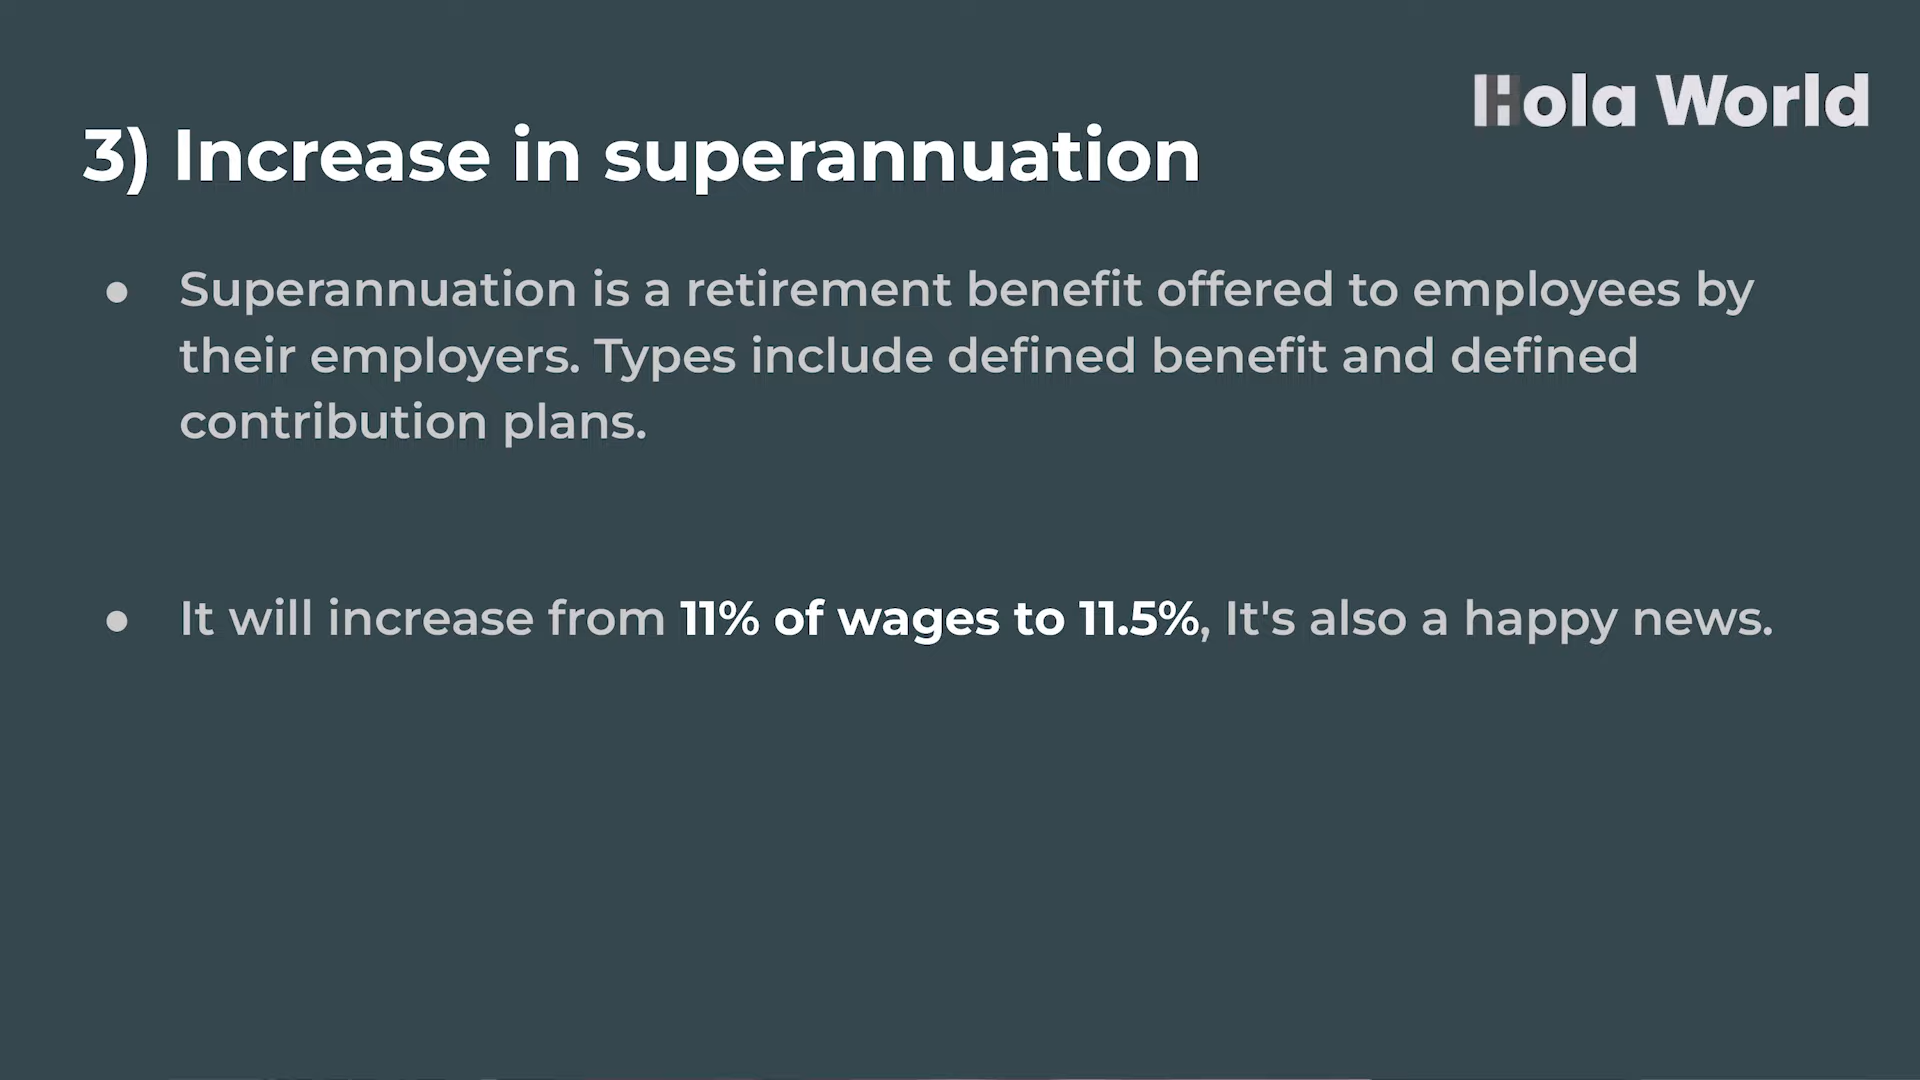 Hola World
3) Increase in superannuation
● Superannuation is a retirement benefit offered to employees by
their employers. Types include defined benefit and defined
contribution plans.
● It will increase from 11% of wages to 11.5%, It's also a happy news.